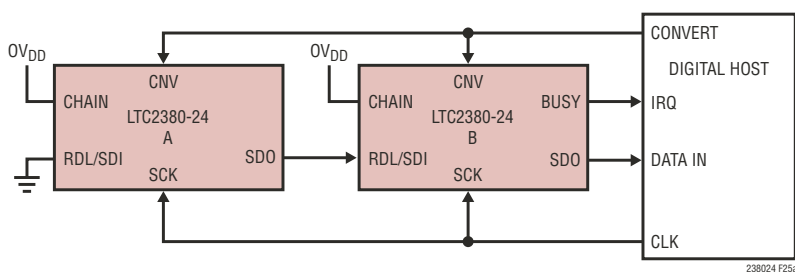 CONVERT
DIGITAL HOST
OVDD
OVDD
CNV
CNV
CHAIN
CHAIN
BUSY
IRQ
LTC2380-24
A
LTC2380-24
B
RDL/SDI
SDO
RDL/SDI
SDO
DATA IN
SCK
SCK
CLK
238024 F25a